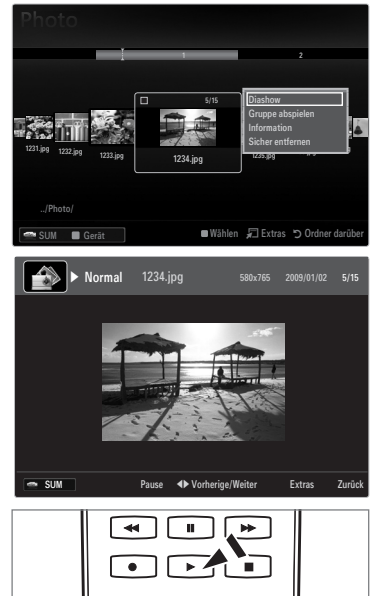 Photo
1 2
5/15
Diashow
Gruppe abspielen
Information
Sicher entfernen
1231.jpg 1232.jpg 1233.jpg 1234.jpg 1235.jpg
../Photo/
SUM Gerät Wählen Extras Ordner darüber
Normal 1234.jpg 580x765 2009/01/02 5/15
SUM Pause Vorherige/Weiter Extras Zurück